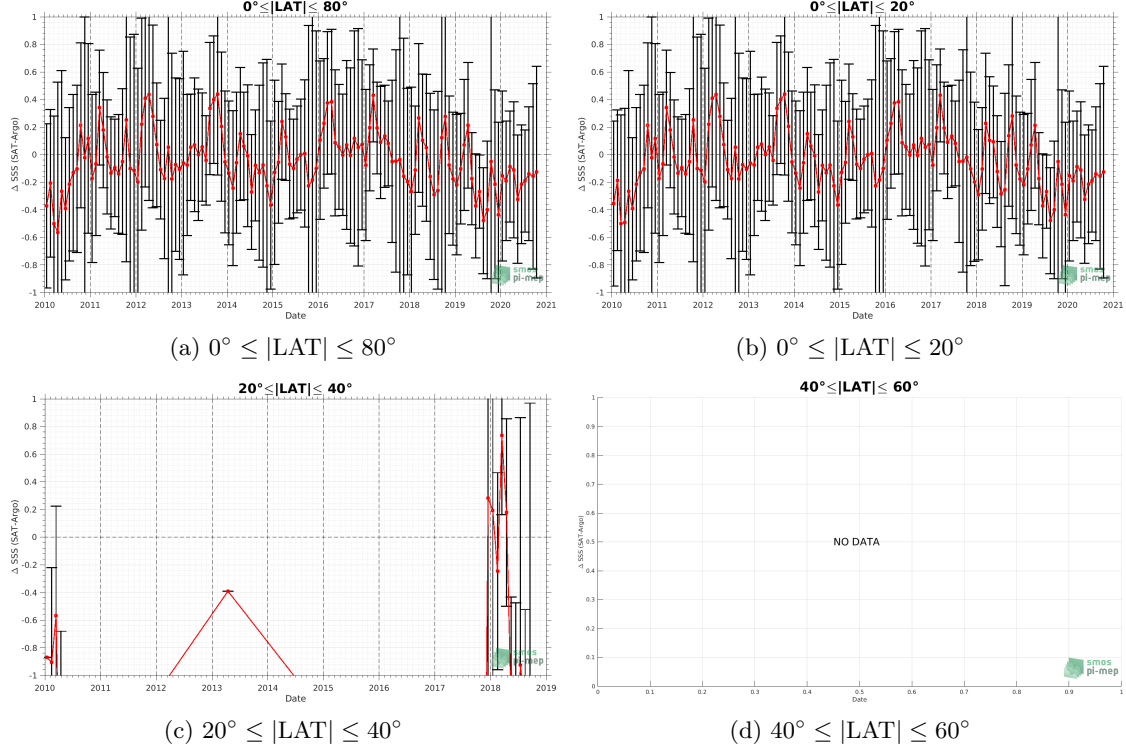 0°≤|LAT|≤ 80°
1
0.8
0.6
0.4
0.2
0
-0.2
-0.4
-0.6
-0.8
-1
Δ SSS (SAT-Argo)
2010 2011 2012 2013 2014 2015 2016 2017 2018 2019 2020 2021
Date
smos
pi-mep
(a) 0° ≤ |LAT| ≤ 80°
0°≤|LAT|≤ 20°
1
0.8
0.6
0.4
0.2
0
-0.2
-0.4
-0.6
-0.8
-1
Δ SSS (SAT-Argo)
2010 2011 2012 2013 2014 2015 2016 2017 2018 2019 2020 2021
Date
smos
pi-mep
(b) 0° ≤ |LAT| ≤ 20°
20°≤|LAT|≤ 40°
1
0.8
0.6
0.4
0.2
0
-0.2
-0.4
-0.6
-0.8
-1
Δ SSS (SAT-Argo)
2010 2011 2012 2013 2014 2015 2016 2017 2018 2019
Date
smos
pi-mep
(c) 20° ≤ |LAT| ≤ 40°
40°≤|LAT|≤ 60°
1
0.9
0.8
0.7
0.6
0.5
0.4
0.3
0.2
0.1
0
Δ SSS (SAT-Argo)
NO DATA
0 0.1 0.2 0.3 0.4 0.5 0.6 0.7 0.8 0.9 1
Date
smos
pi-mep
(d) 40° ≤ |LAT| ≤ 60°